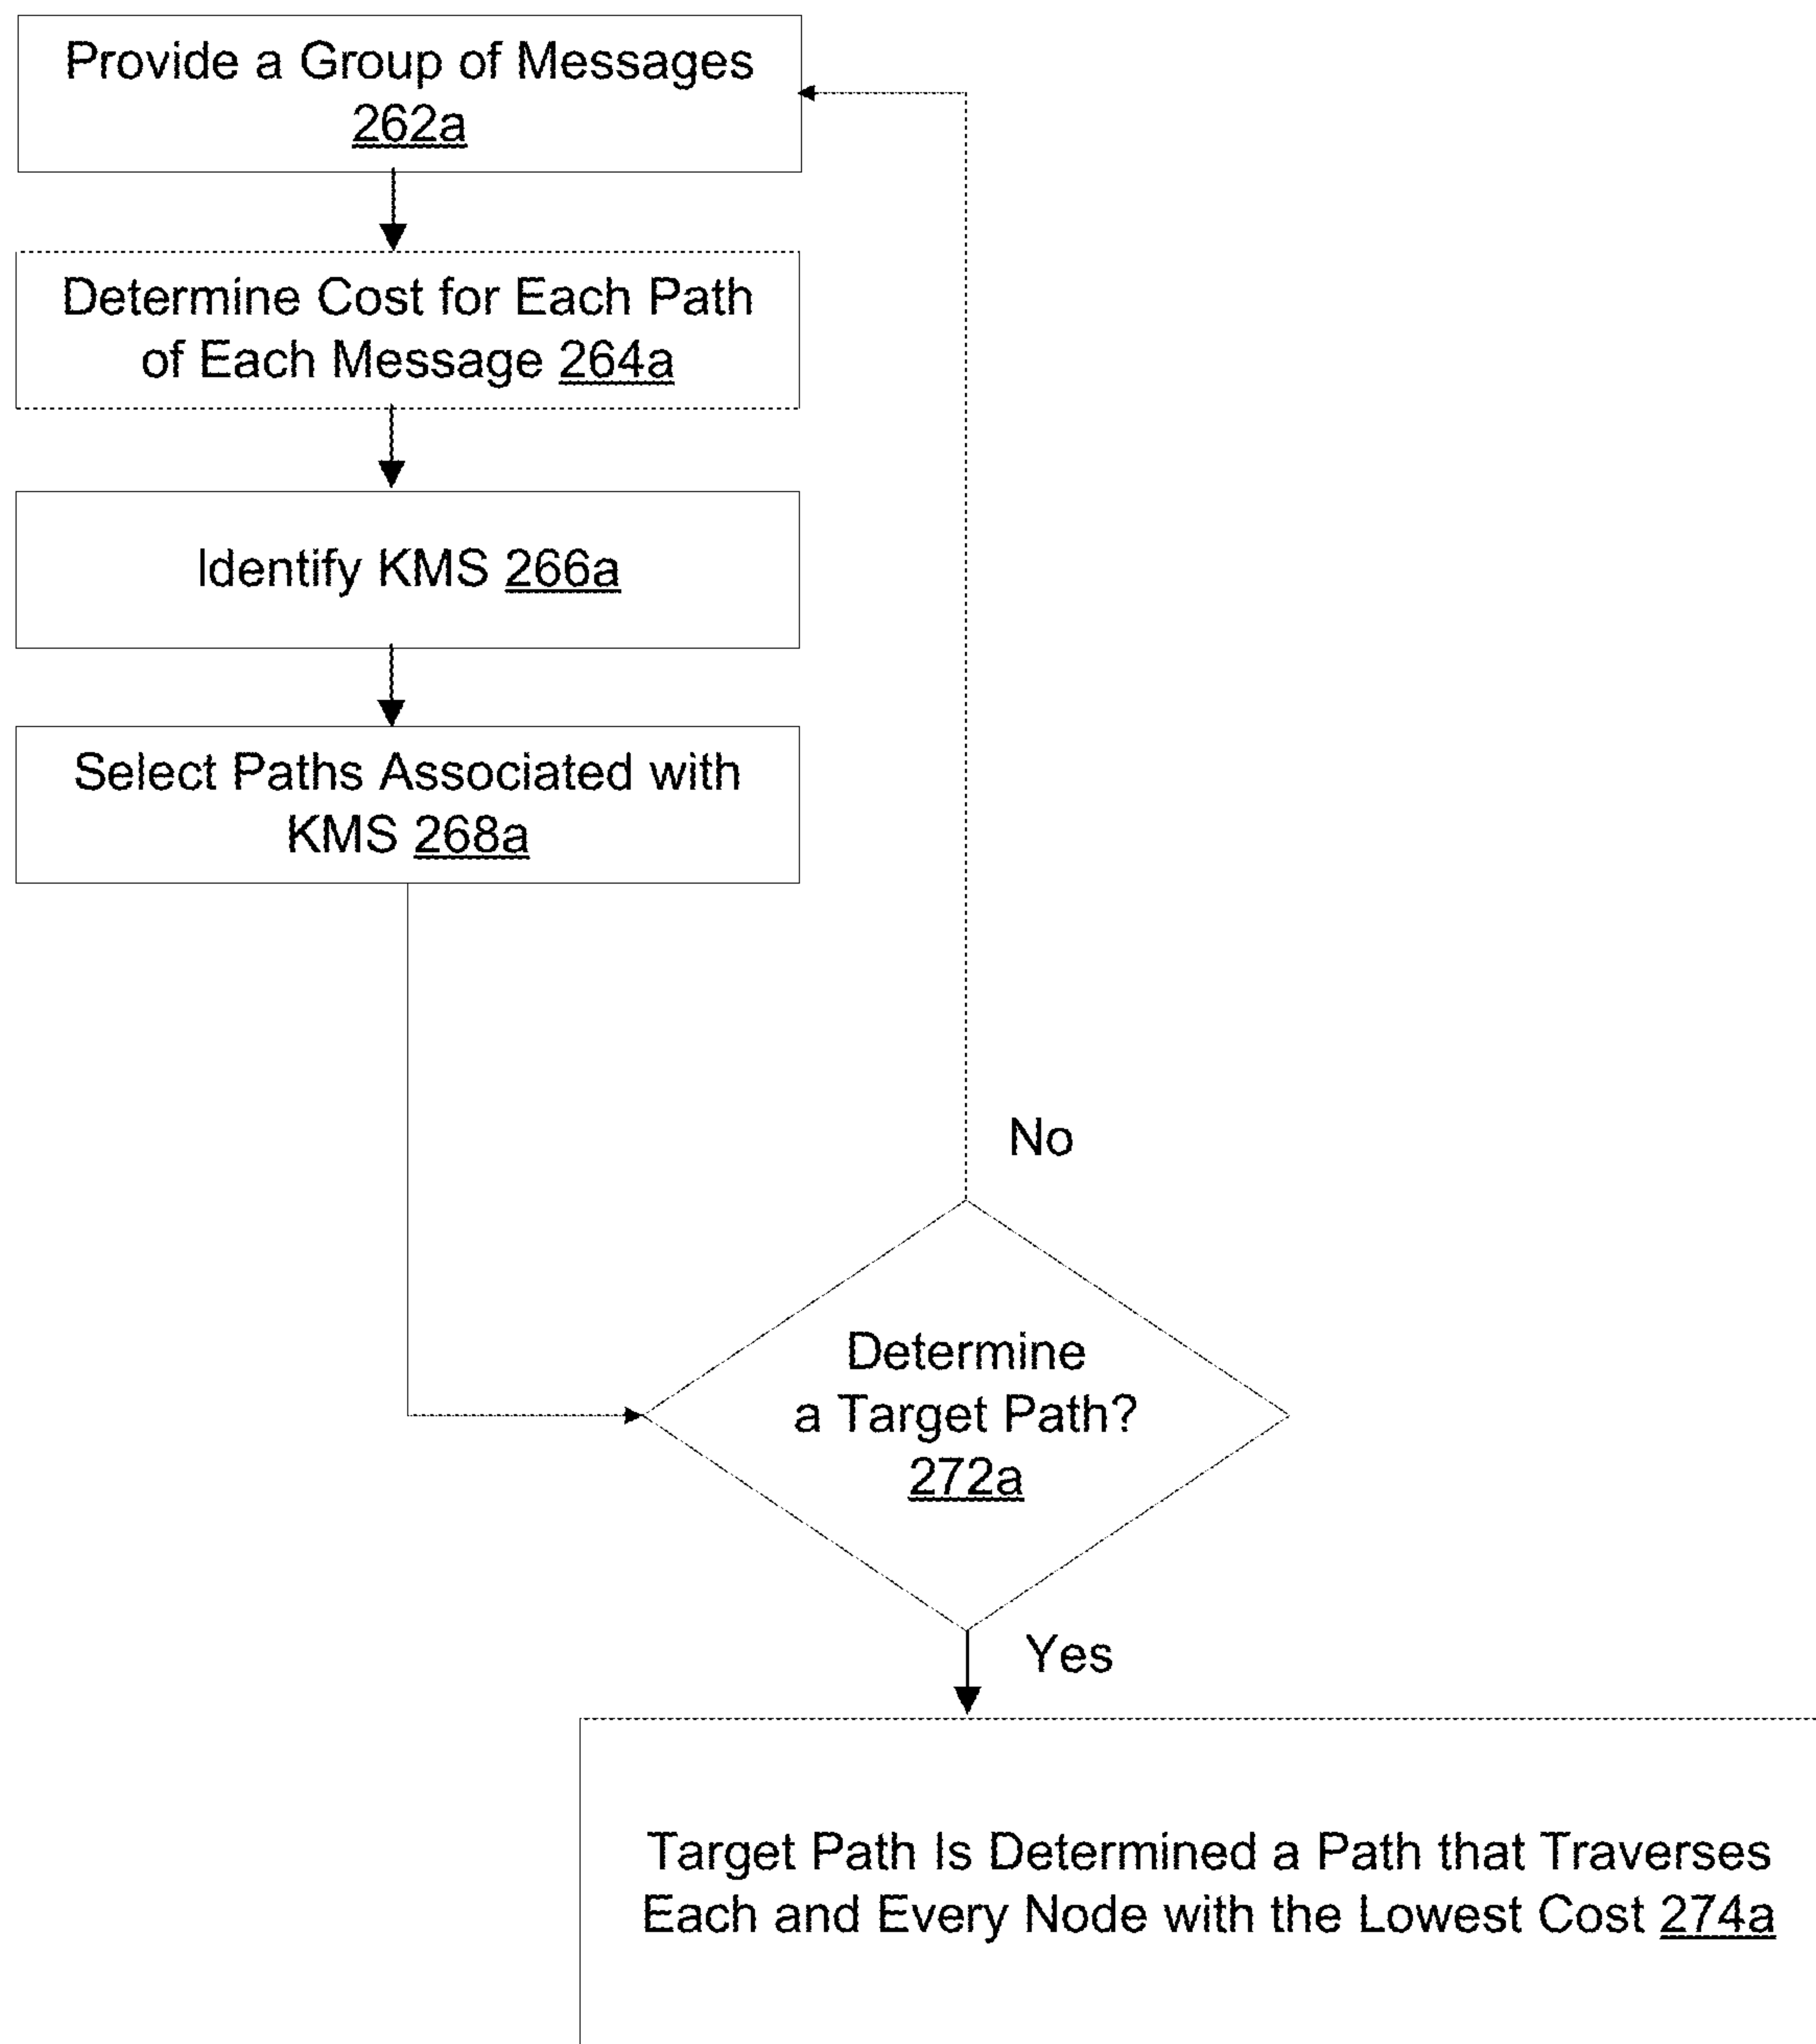 Provide a Group of Messages
262a
Determine Cost for Each Path
of Each Message 264a
Identify KMS 266a
Select Paths Associated with
KMS 268a
No
Determine
a Target Path?
272a
Yes
Target Path Is Determined a Path that Traverses
Each and Every Node with the Lowest Cost 274a